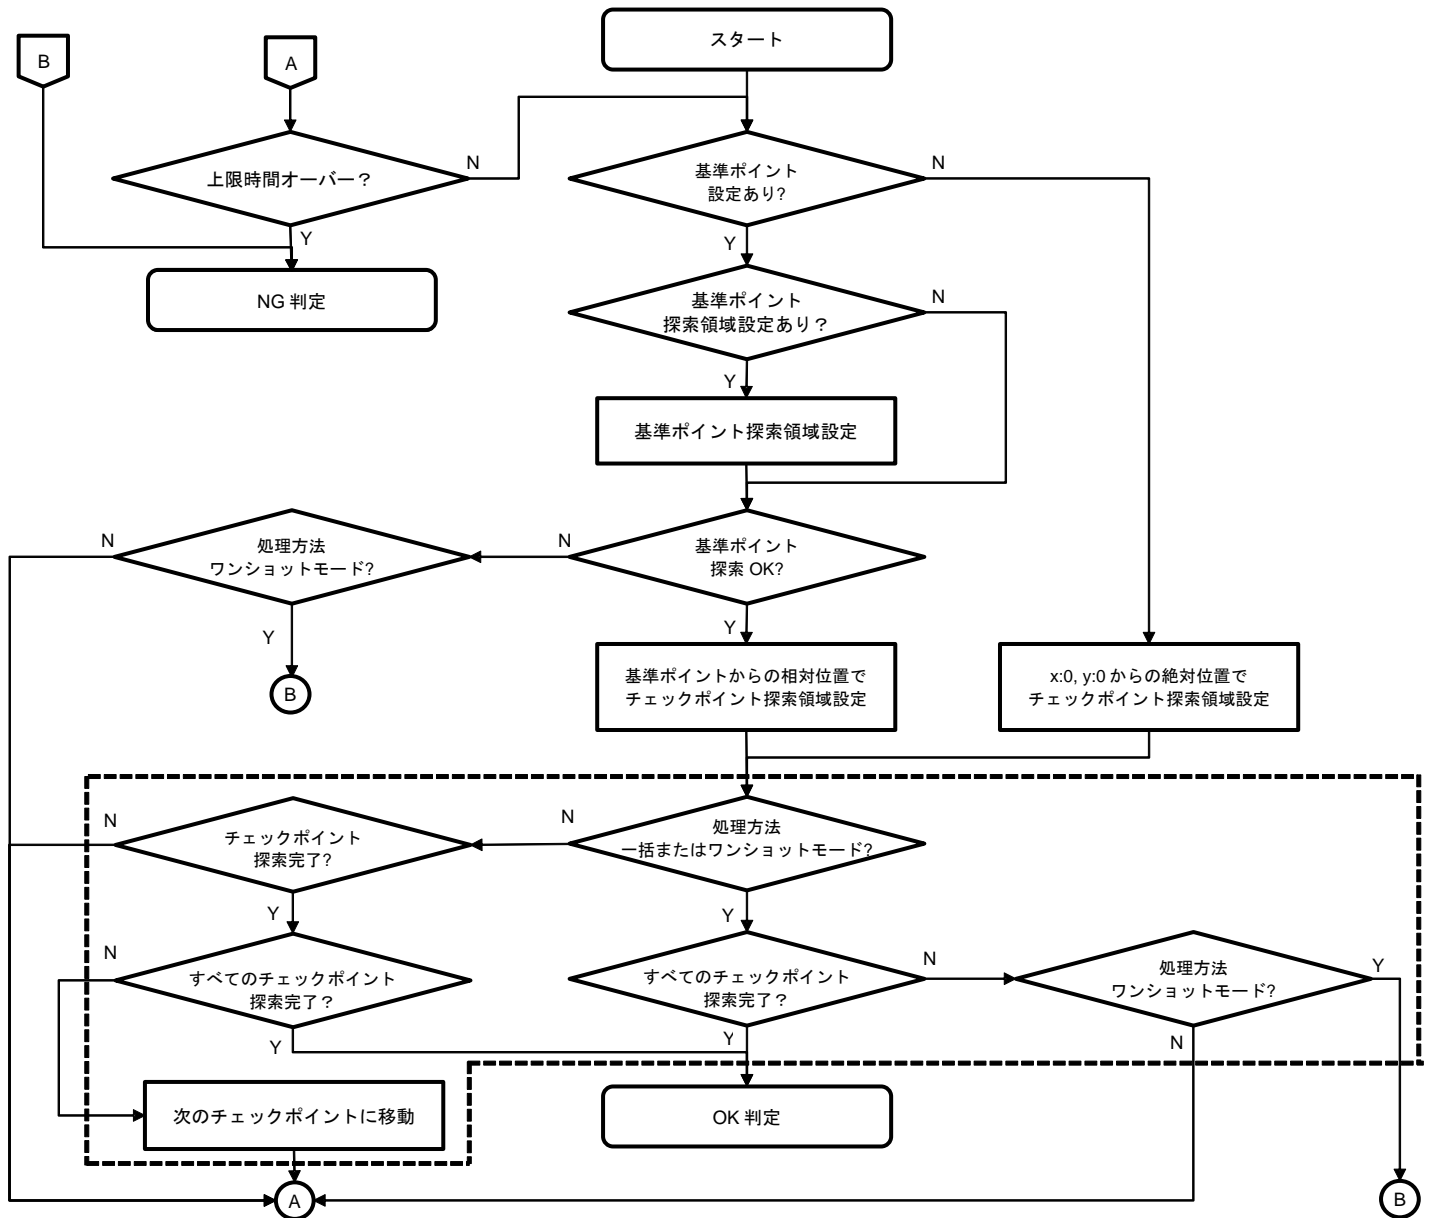 スタート
B
A
上限時間オーバー？
N
基準ポイント
設定あり?
N
Y
Y
NG 判定
基準ポイント
探索領域設定あり？
N
Y
基準ポイント探索領域設定
N
処理方法
ワンショットモード?
N
基準ポイント
探索 OK?
Y
Y
B
基準ポイントからの相対位置で
チェックポイント探索領域設定
x:0, y:0 からの絶対位置で
チェックポイント探索領域設定
N
チェックポイント
探索完了?
N
処理方法
一括またはワンショットモード?
Y
Y
N
すべてのチェックポイント
探索完了？
すべてのチェックポイント
探索完了？
N
処理方法
ワンショットモード?
Y
Y
Y
N
次のチェックポイントに移動
OK 判定
A
B